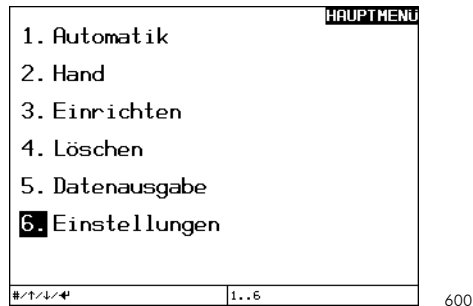 HAUPTMENÜ
1. Automatik
2. Hand
3. Einrichten
4. Löschen
5. Datenausgabe
6. Einstellungen
#/↑/↓/↵ 1..6
600